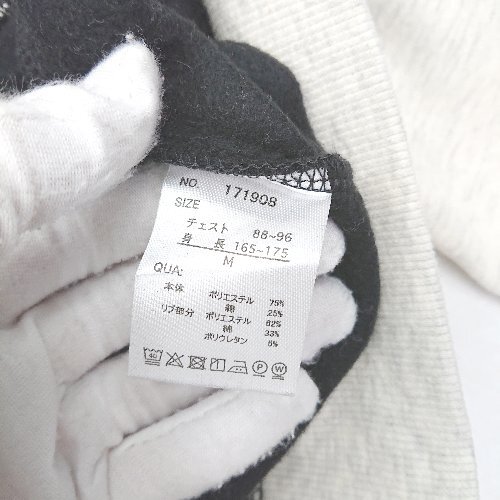 NO. 171908
SIZE
チェスト 88~96
身長 165~175
M
QUA:
本体 ポリエステル 75%
綿 25%
リブ部分 ポリエステル 62%
綿 33%
ポリウレタン 5%
40 P W